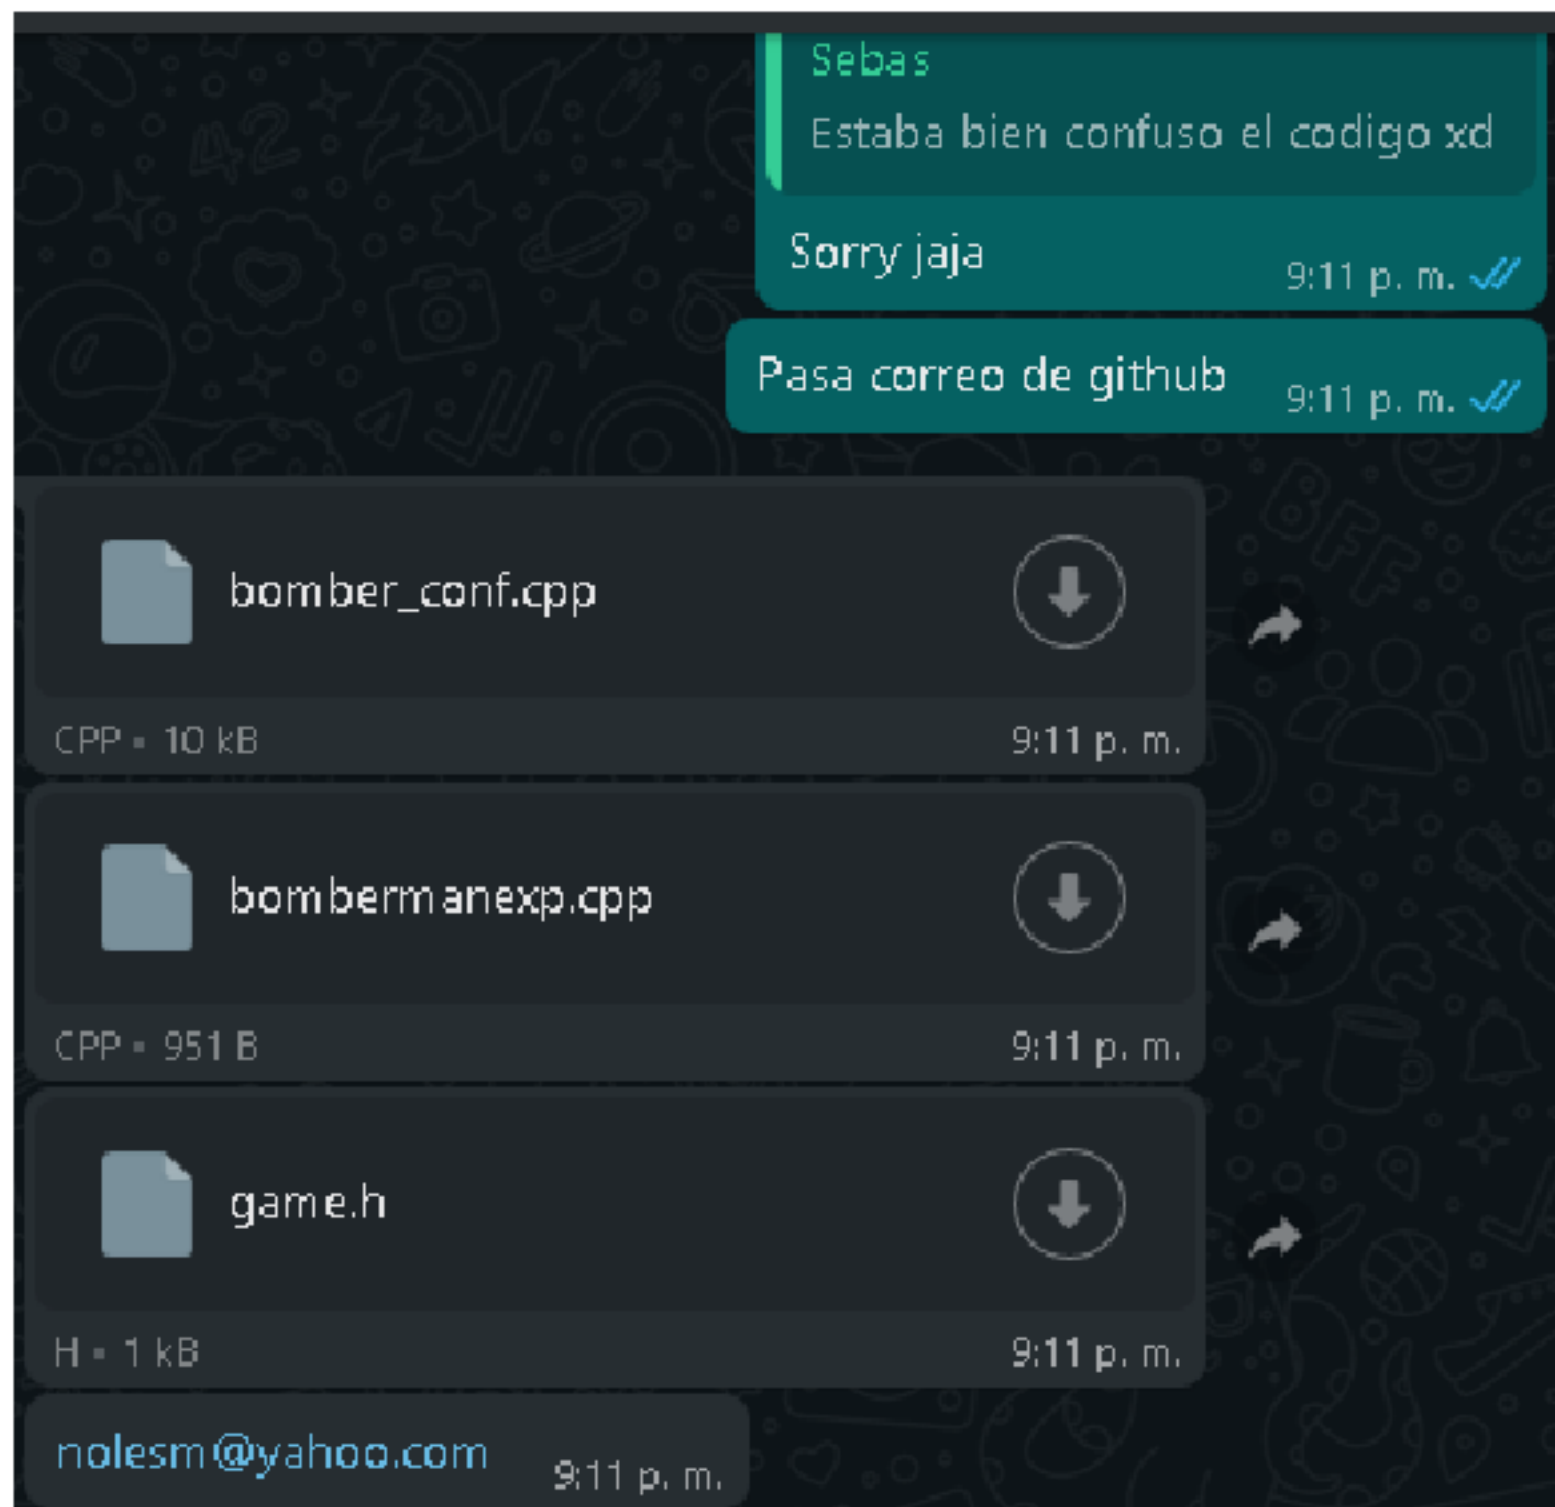 Sebas
Estaba bien confuso el codigo xd
Sorry jaja
9:11 p. m.
Pasa correo de github
9:11 p. m.
bomber_conf.cpp
CPP • 10 kB
9:11 p. m.
bombermanexp.cpp
CPP • 951 B
9:11 p. m.
game.h
H • 1 kB
9:11 p. m.
nolesm@yahoo.com
9:11 p. m.